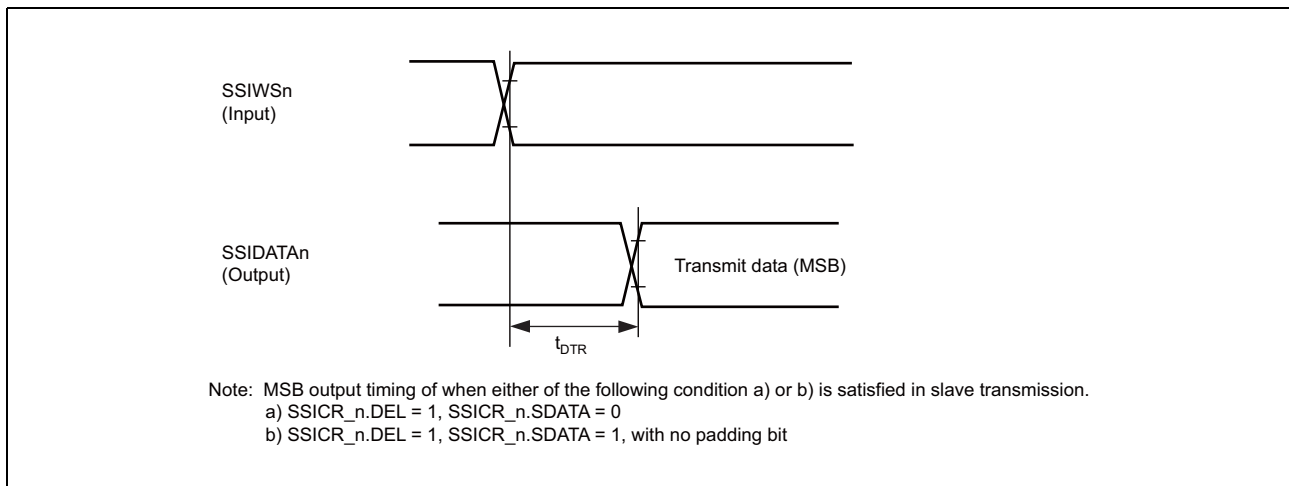 SSIWSn
(Input)
SSIDATAn
(Output)
Transmit data (MSB)
tDTR
Note: MSB output timing of when either of the following condition a) or b) is satisfied in slave transmission.
a) SSICR_n.DEL = 1, SSICR_n.SDATA = 0
b) SSICR_n.DEL = 1, SSICR_n.SDATA = 1, with no padding bit